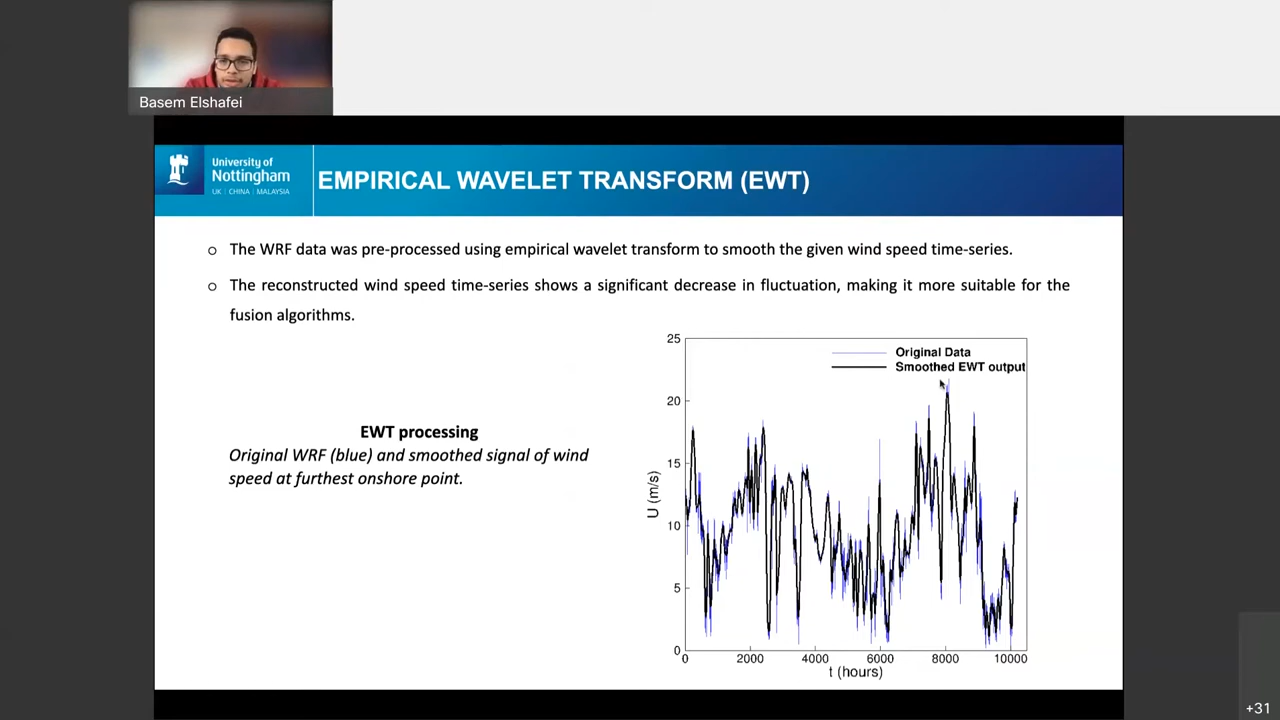 Basem Elshafei
University of
Nottingham
UK | CHINA | MALAYSIA
EMPIRICAL WAVELET TRANSFORM (EWT)
o The WRF data was pre-processed using empirical wavelet transform to smooth the given wind speed time-series.
o The reconstructed wind speed time-series shows a significant decrease in fluctuation, making it more suitable for the
fusion algorithms.
EWT processing
Original WRF (blue) and smoothed signal of wind
speed at furthest onshore point.
Original Data
Smoothed EWT output
25
20
15
10
5
0
U (m/s)
0 2000 4000 6000 8000 10000
t (hours)
+31